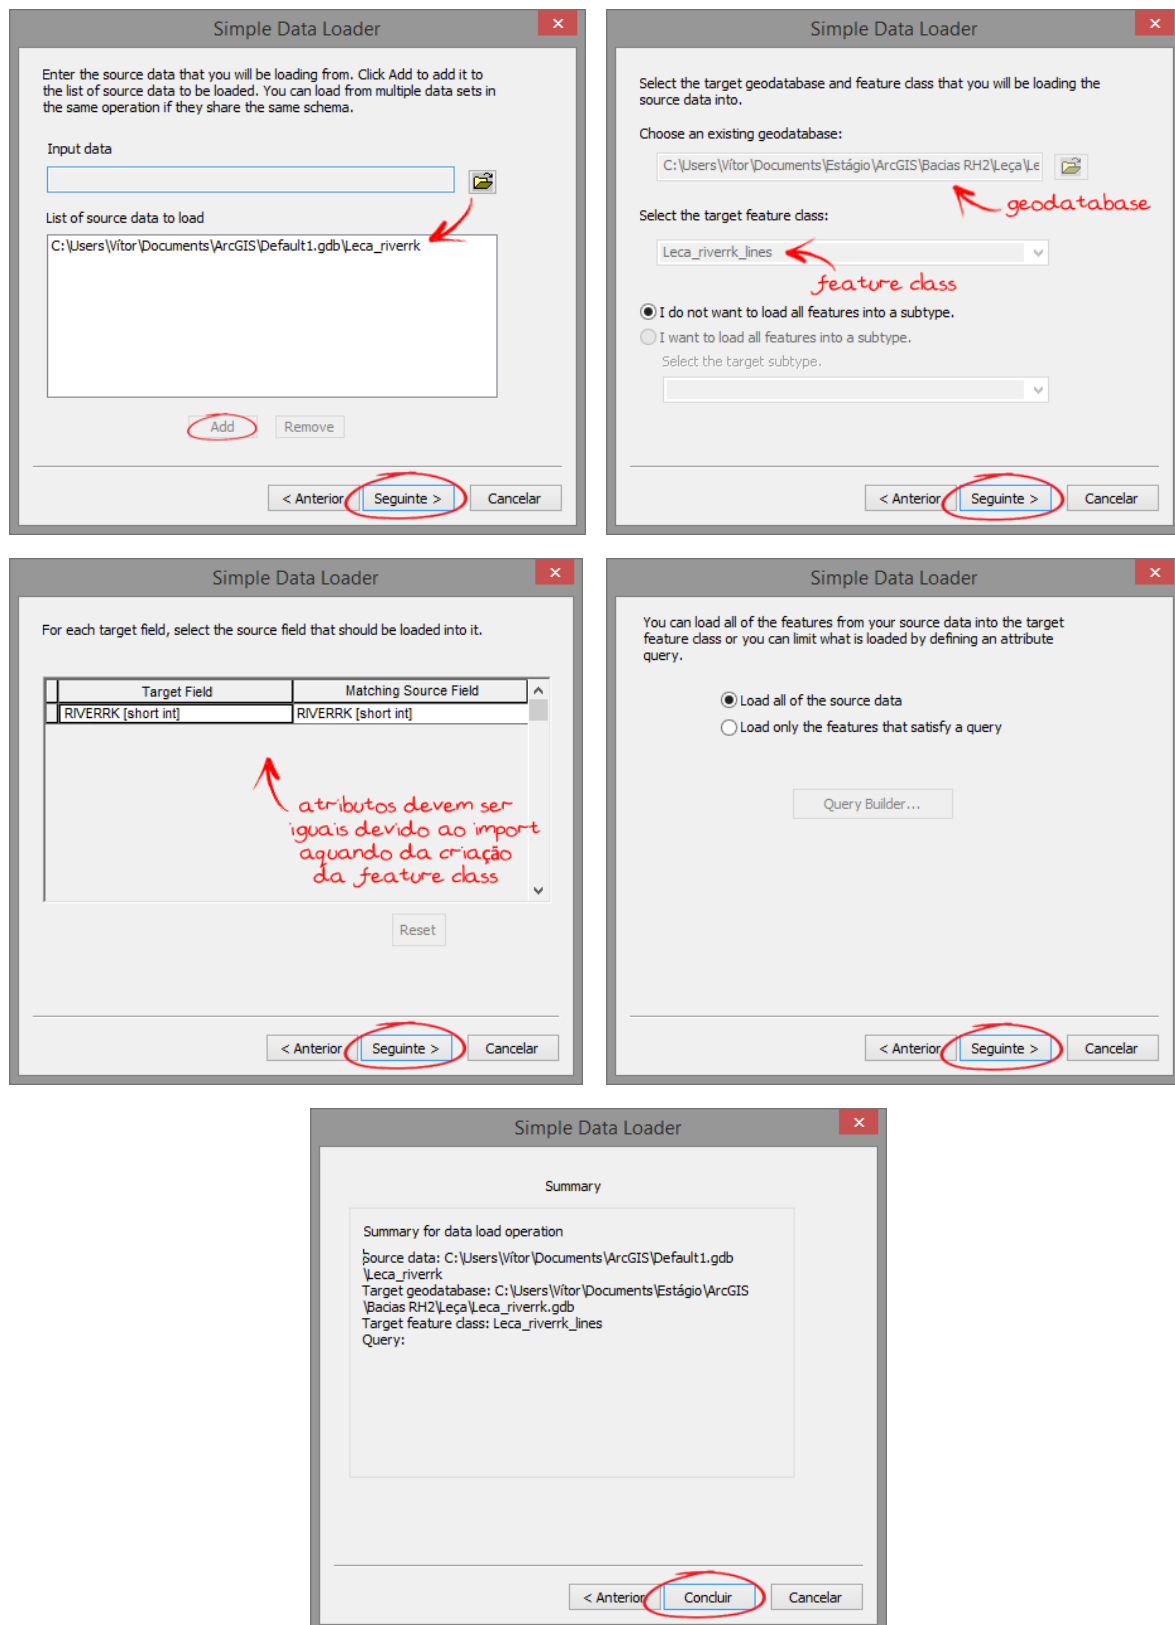 Simple Data Loader
Enter the source data that you will be loading from. Click Add to add it to
the list of source data to be loaded. You can load from multiple data sets in
the same operation if they share the same schema.
Input data
List of source data to load
C:\Users\Vítor\Documents\ArcGIS\Default1.gdb\Leca_riverrk
Add
Remove
< Anterior
Seguinte >
Cancelar
Simple Data Loader
Select the target geodatabase and feature class that you will be loading the
source data into.
Choose an existing geodatabase:
C:\Users\Vítor\Documents\Estágio\ArcGIS\Bacias RH2\Leça\Le
geodatabase
Select the target feature class:
Leca_riverrk_lines
feature class
I do not want to load all features into a subtype.
I want to load all features into a subtype.
Select the target subtype.
< Anterior
Seguinte >
Cancelar
Simple Data Loader
For each target field, select the source field that should be loaded into it.
Target Field
Matching Source Field
RIVERRK [short int]
RIVERRK [short int]
atributos devem ser
iguais devido ao import
aquando da criação
da feature class
Reset
< Anterior
Seguinte >
Cancelar
Simple Data Loader
You can load all of the features from your source data into the target
feature class or you can limit what is loaded by defining an attribute
query.
Load all of the source data
Load only the features that satisfy a query
Query Builder...
< Anterior
Seguinte >
Cancelar
Simple Data Loader
Summary
Summary for data load operation
Source data: C:\Users\Vítor\Documents\ArcGIS\Default1.gdb
\Leca_riverrk
Target geodatabase: C:\Users\Vítor\Documents\Estágio\ArcGIS
\Bacias RH2\Leça\Leca_riverrk.gdb
Target feature class: Leca_riverrk_lines
Query:
< Anterior
Concluir
Cancelar